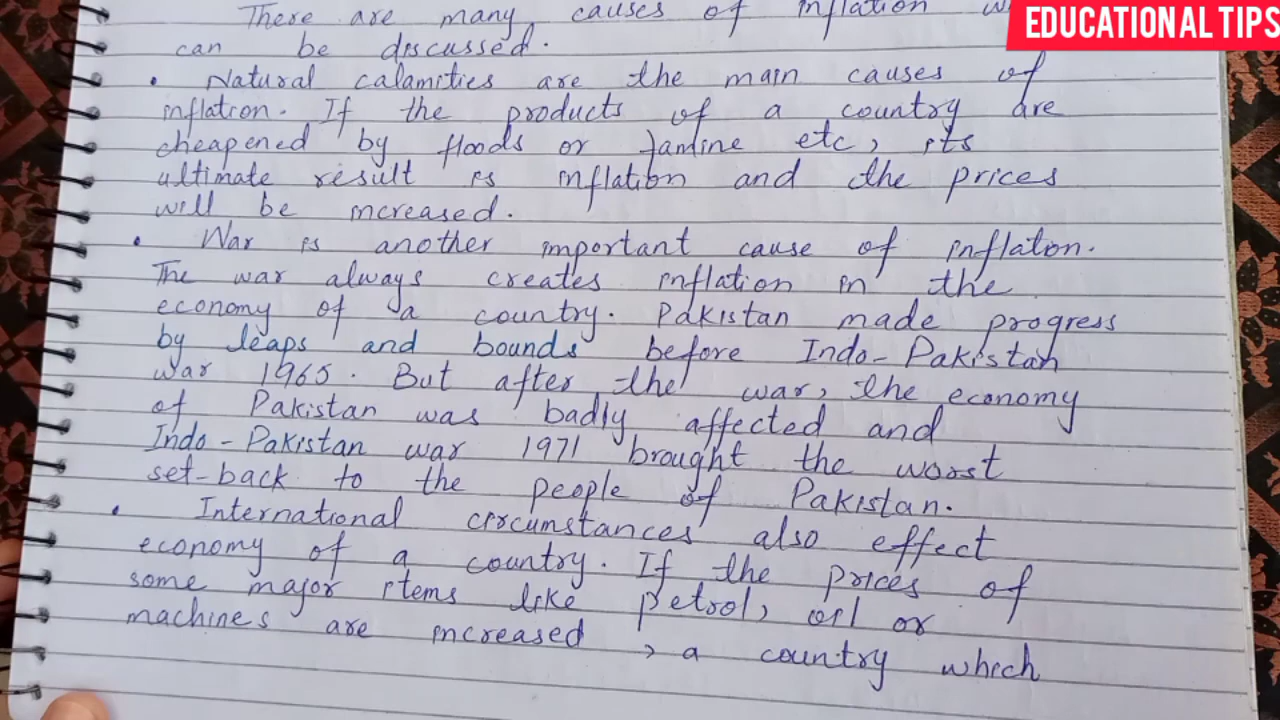 EDUCATIONAL TIPS
There are many causes of inflation
can be discussed.
• Natural calamities are the main causes of
inflation. If the products of a country are
cheapened by floods or famine etc, its
ultimate result is inflation and the prices
will be increased.
• War is another important cause of inflaton.
The war always creates inflation in the
economy of a country. Pakistan made progress
by leaps and bounds before Indo-Pakistan
war 1965. But after the war, the economy
of Pakistan was badly affected and
Indo-Pakistan war 1971 brought the worst
set-back to the people of Pakistan.
• International circumstances also effect
economy of a country. If the prices of
some major items like petrol, oil or
machines are increased, a country which